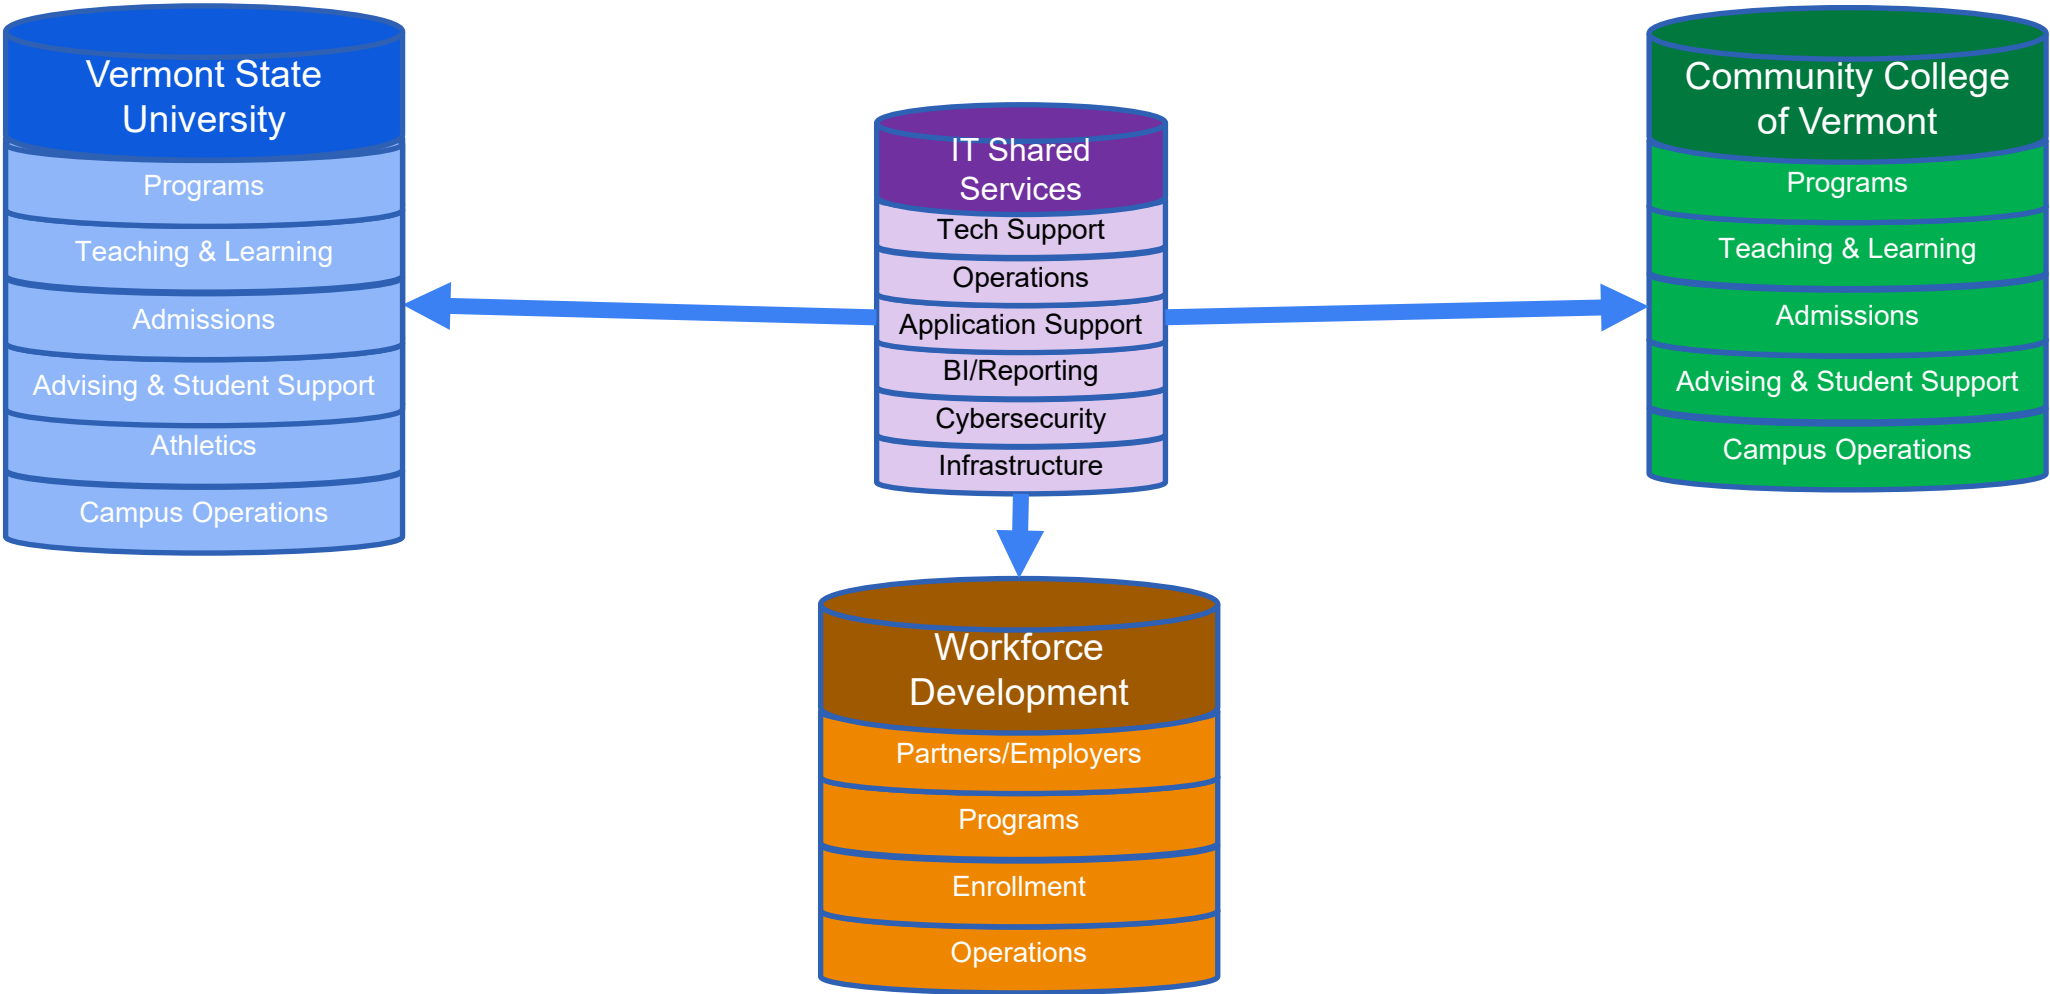 Vermont State
University
Programs
Teaching & Learning
Admissions
Advising & Student Support
Athletics
Campus Operations
IT Shared
Services
Tech Support
Operations
Application Support
BI/Reporting
Cybersecurity
Infrastructure
Community College
of Vermont
Programs
Teaching & Learning
Admissions
Advising & Student Support
Campus Operations
Workforce
Development
Partners/Employers
Programs
Enrollment
Operations